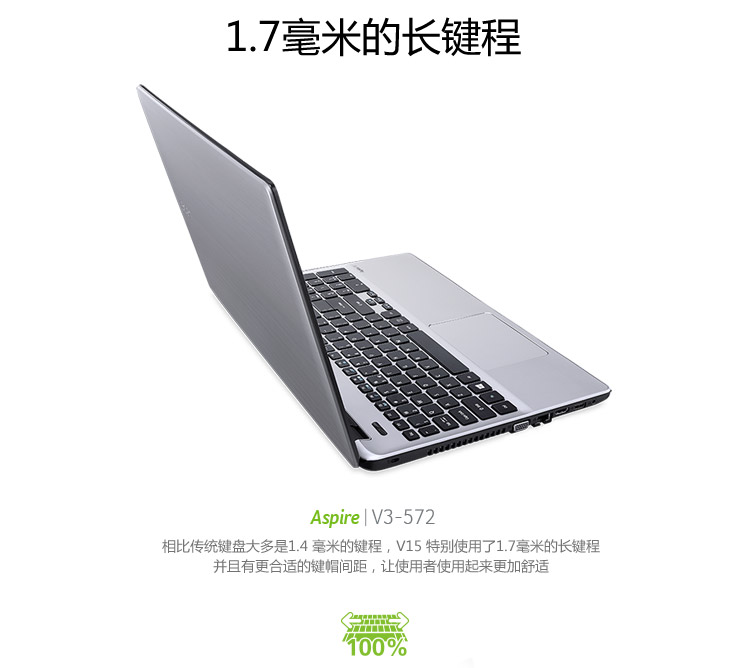 1.7毫米的长键程
Aspire | V3-572
相比传统键盘大多是1.4 毫米的键程，V15 特别使用了1.7毫米的长键程
并且有更合适的键帽间距，让使用者使用起来更加舒适
100%